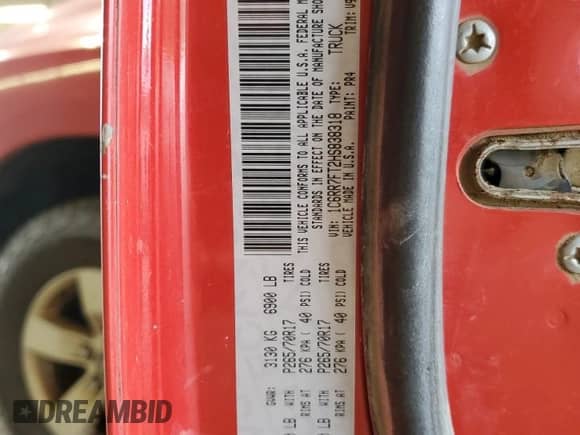 GVWR: 3130 KG 6900 LB
LB WITH P265/70R17 TIRES
RIMS AT 276 KPA ( 40 PSI) COLD
LB WITH P265/70R17 TIRES
RIMS AT 276 KPA ( 40 PSI) COLD
THIS VEHICLE CONFORMS TO ALL APPLICABLE U.S.A. FEDERAL
STANDARDS IN EFFECT ON THE DATE OF MANUFACTURE
VIN: 1C6RR7FT2HS838318 TYPE: TRUCK
VEHICLE MADE IN U.S.A. PAINT: PR4 TRIM:
DREAMBID